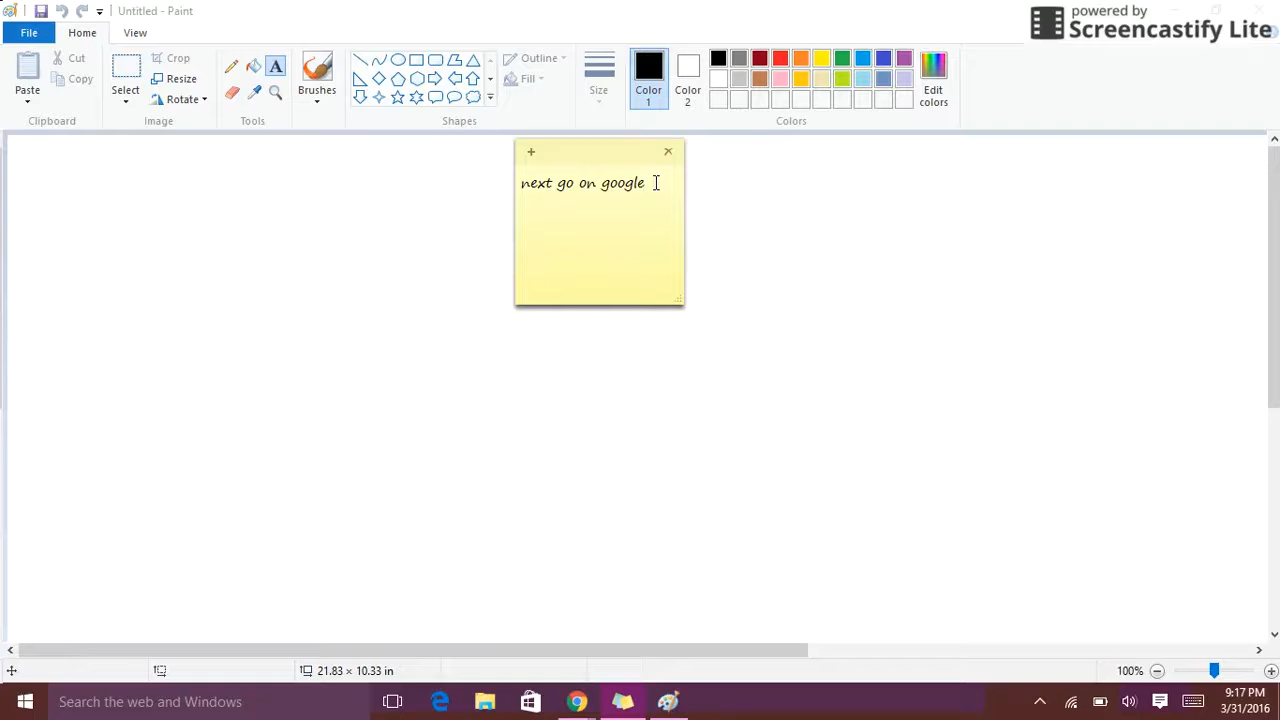 Untitled - Paint
powered by
Screencastify Lite
File
Home
View
Paste
Cut
Copy
Clipboard
Select
Crop
Resize
Rotate
Image
A
Tools
Brushes
Outline
Fill
Shapes
Size
Color
1
Color
2
Edit
colors
Colors
next go on google
21.83 × 10.33 in
100%
Search the web and Windows
9:17 PM
3/31/2016